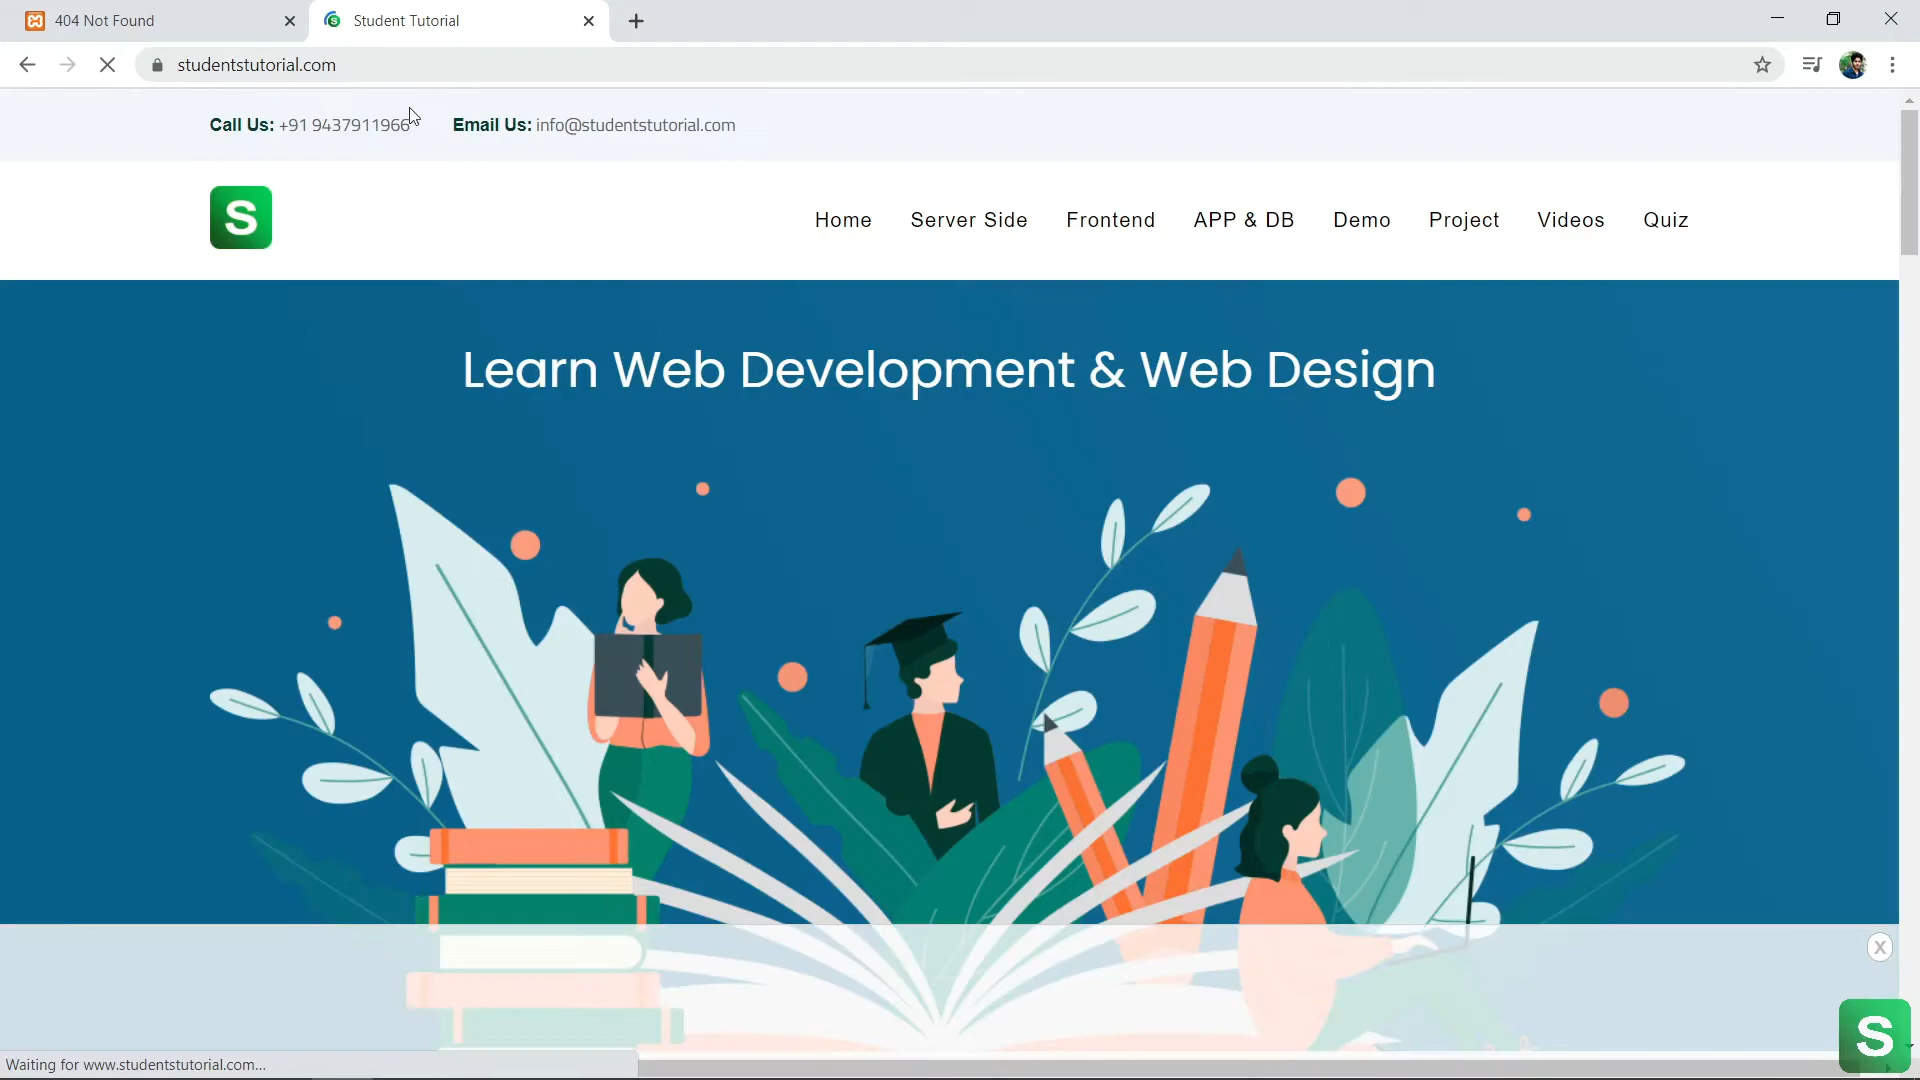 404 Not Found
Student Tutorial
studentstutorial.com
Call Us: +91 9437911966 Email Us: info@studentstutorial.com
S
Home Server Side Frontend APP & DB Demo Project Videos Quiz
Learn Web Development & Web Design
X
S
Waiting for www.studentstutorial.com...